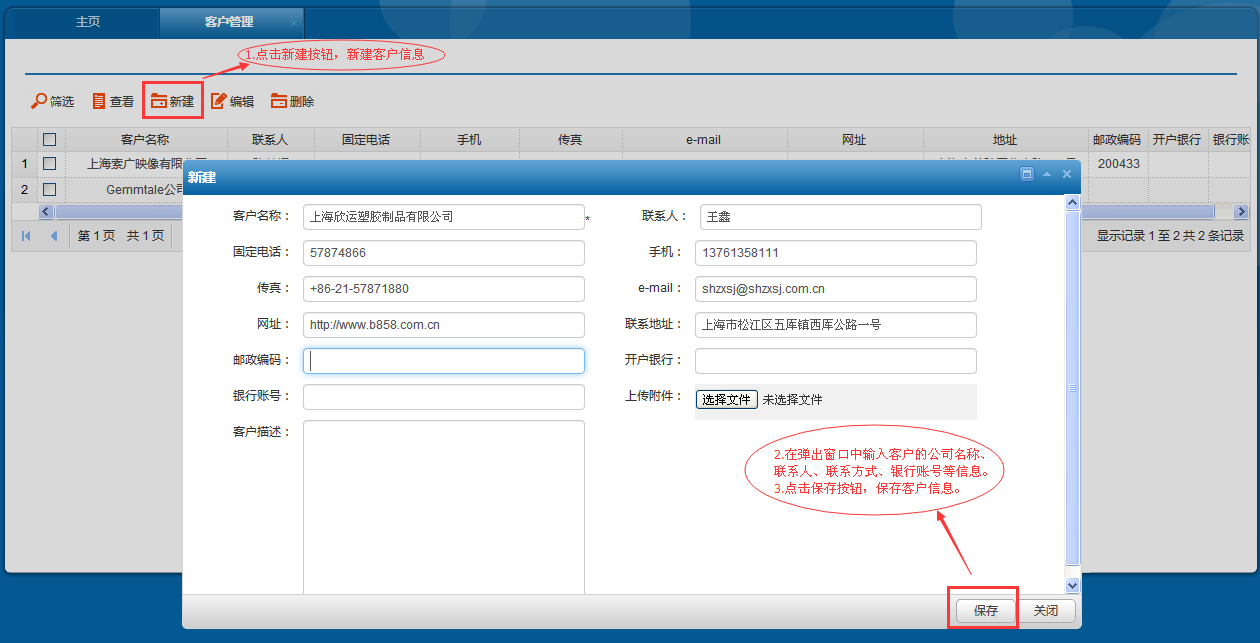 主页
客户管理
1.点击新建按钮，新建客户信息
筛选 查看 新建 编辑 删除
客户名称 联系人 固定电话 手机 传真 e-mail 网址 地址 邮政编码 开户银行 银行账
1 上海索广映像有限 200433
2 Gemmtale公司
第 1 页 共 1 页
显示记录 1 至 2 共 2 条记录
新建
客户名称： 上海欣运塑胶制品有限公司 *
联系人： 王鑫
固定电话： 57874866
手机： 13761358111
传真： +86-21-57871880
e-mail： shzxsj@shzxsj.com.cn
网址： http://www.b858.com.cn
联系地址： 上海市松江区五厍镇西厍公路一号
邮政编码：
开户银行：
银行账号：
上传附件： 选择文件 未选择文件
客户描述：
2.在弹出窗口中输入客户的公司名称、
联系人、联系方式、银行账号等信息。
3.点击保存按钮，保存客户信息。
保存 关闭